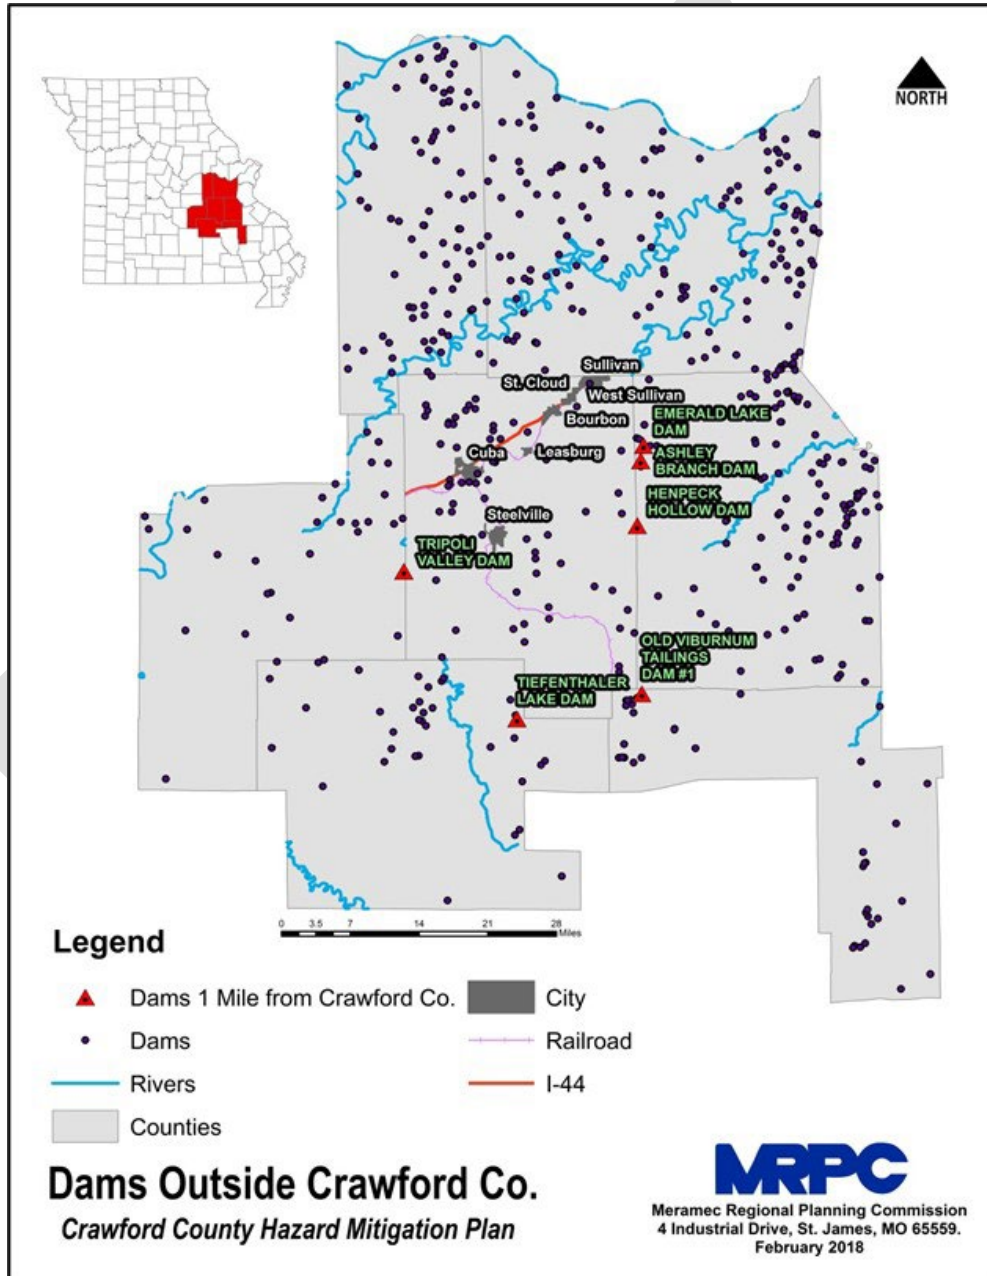 NORTH
Sullivan
St. Cloud
West Sullivan
Bourbon
EMERALD LAKE
DAM
Cuba
Leasburg
ASHLEY
BRANCH DAM
HENPECK
HOLLOW DAM
Steelville
TRIPOLI
VALLEY DAM
OLD VIBURNUM
TAILINGS
DAM #1
TIEFENTHALER
LAKE DAM
0 3.5 7 14 21 28
Miles
Legend
Dams 1 Mile from Crawford Co.
City
Dams
Railroad
Rivers
I-44
Counties
Dams Outside Crawford Co.
Crawford County Hazard Mitigation Plan
MRPC
Meramec Regional Planning Commission
4 Industrial Drive, St. James, MO 65559.
February 2018